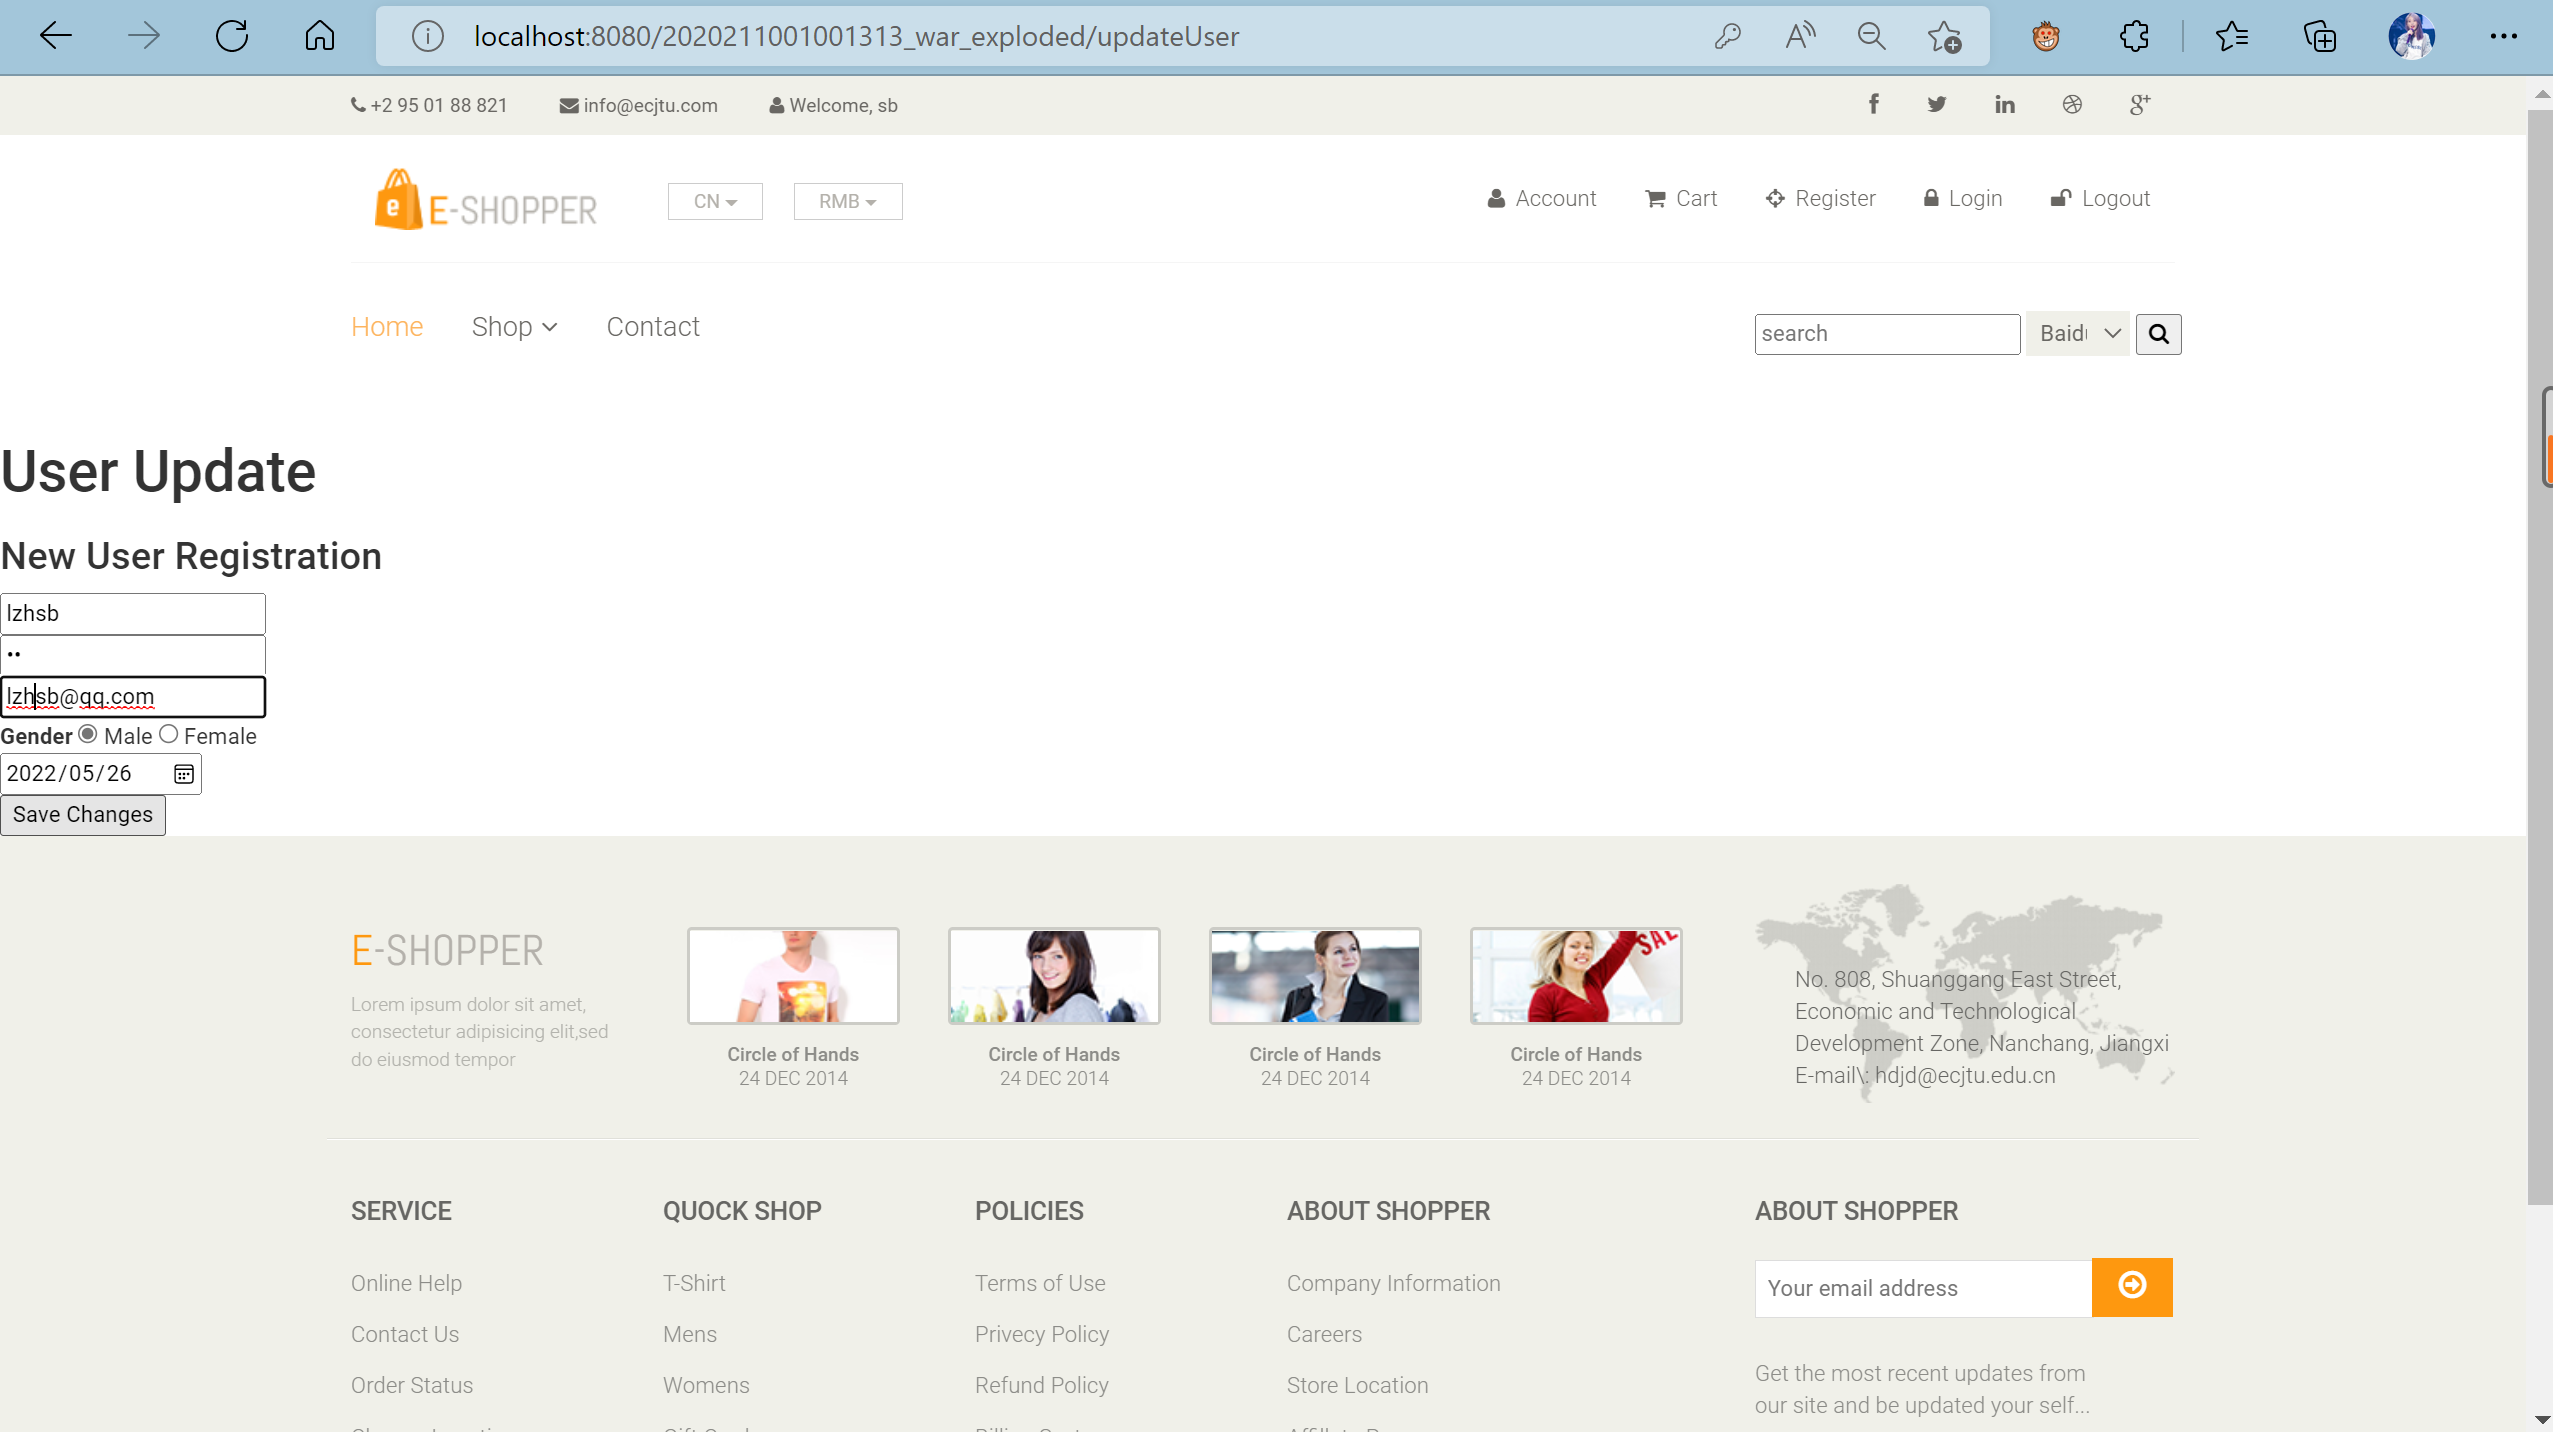 localhost:8080/2020211001001313_war_exploded/updateUser
+2 95 01 88 821 info@ecjtu.com Welcome, sb
E-SHOPPER CN RMB Account Cart Register Login Logout
Home Shop Contact search Baidu
User Update
New User Registration
lzhsb
••
lzhsb@qq.com
Gender Male Female
2022/05/26
Save Changes
E-SHOPPER
Lorem ipsum dolor sit amet,
consectetur adipisicing elit,sed
do eiusmod tempor
Circle of Hands
24 DEC 2014
Circle of Hands
24 DEC 2014
Circle of Hands
24 DEC 2014
SALE
Circle of Hands
24 DEC 2014
No. 808, Shuanggang East Street,
Economic and Technological
Development Zone, Nanchang, Jiangxi
E-mail\: hdjd@ecjtu.edu.cn
SERVICE
Online Help
Contact Us
Order Status
QUOCK SHOP
T-Shirt
Mens
Womens
POLICIES
Terms of Use
Privecy Policy
Refund Policy
ABOUT SHOPPER
Company Information
Careers
Store Location
ABOUT SHOPPER
Your email address
Get the most recent updates from
our site and be updated your self...